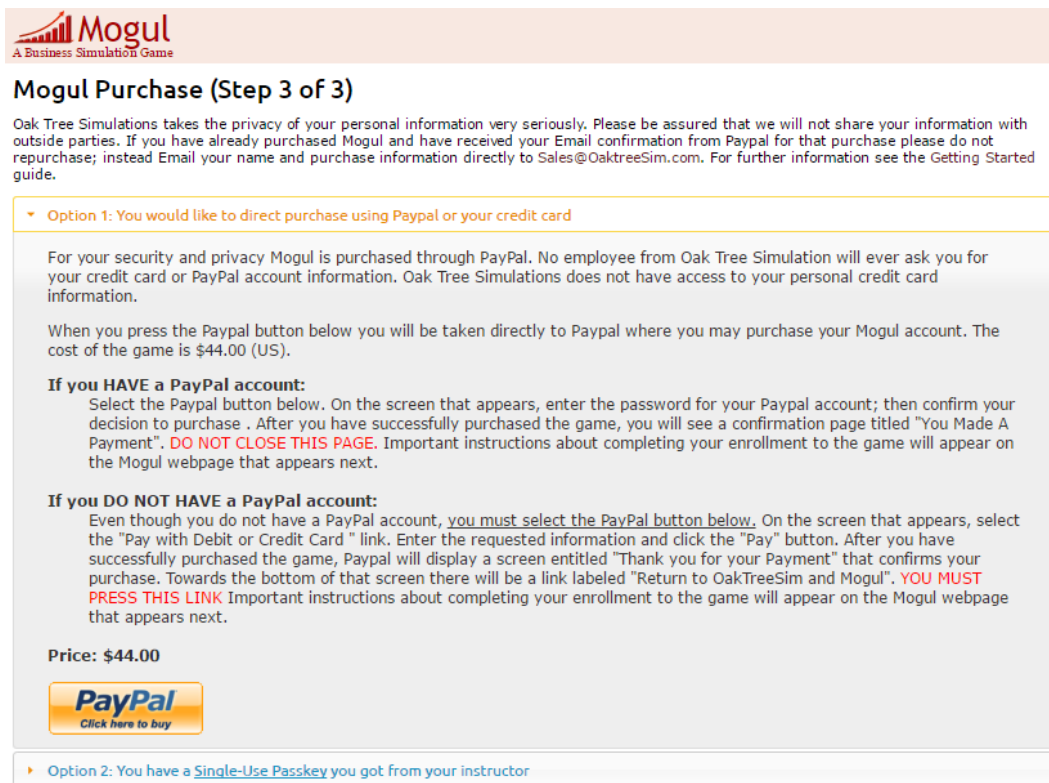 Mogul
A Business Simulation Game
Mogul Purchase (Step 3 of 3)
Oak Tree Simulations takes the privacy of your personal information very seriously. Please be assured that we will not share your information with
outside parties. If you have already purchased Mogul and have received your Email confirmation from Paypal for that purchase please do not
repurchase; instead Email your name and purchase information directly to Sales@OaktreeSim.com. For further information see the Getting Started
guide.
Option 1: You would like to direct purchase using Paypal or your credit card
For your security and privacy Mogul is purchased through PayPal. No employee from Oak Tree Simulation will ever ask you for
your credit card or PayPal account information. Oak Tree Simulations does not have access to your personal credit card
information.
When you press the Paypal button below you will be taken directly to Paypal where you may purchase your Mogul account. The
cost of the game is $44.00 (US).
If you HAVE a PayPal account:
Select the Paypal button below. On the screen that appears, enter the password for your Paypal account; then confirm your
decision to purchase . After you have successfully purchased the game, you will see a confirmation page titled "You Made A
Payment". DO NOT CLOSE THIS PAGE. Important instructions about completing your enrollment to the game will appear on
the Mogul webpage that appears next.
If you DO NOT HAVE a PayPal account:
Even though you do not have a PayPal account, you must select the PayPal button below. On the screen that appears, select
the "Pay with Debit or Credit Card " link. Enter the requested information and click the "Pay" button. After you have
successfully purchased the game, Paypal will display a screen entitled "Thank you for your Payment" that confirms your
purchase. Towards the bottom of that screen there will be a link labeled "Return to OakTreeSim and Mogul". YOU MUST
PRESS THIS LINK Important instructions about completing your enrollment to the game will appear on the Mogul webpage
that appears next.
Price: $44.00
PayPal
Click here to buy
Option 2: You have a Single-Use Passkey you got from your instructor